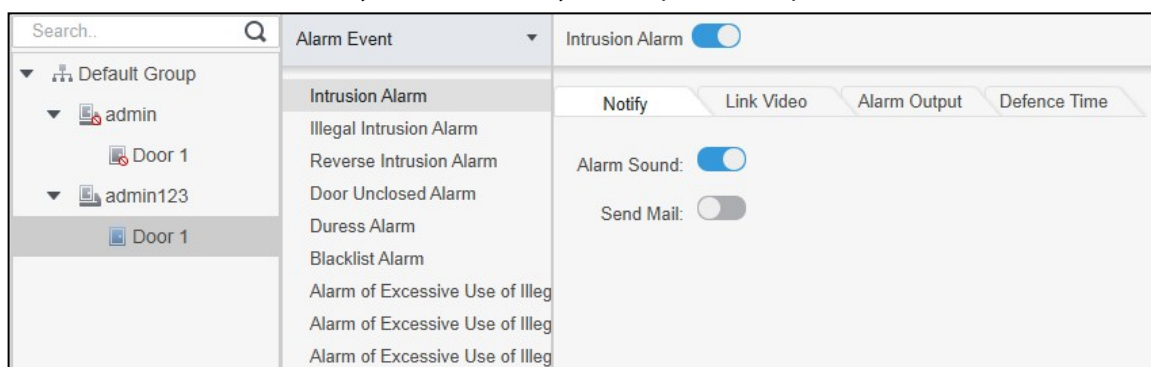 Search..
Default Group
admin
Door 1
admin123
Door 1
Alarm Event
Intrusion Alarm
Illegal Intrusion Alarm
Reverse Intrusion Alarm
Door Unclosed Alarm
Duress Alarm
Blacklist Alarm
Alarm of Excessive Use of Illeg
Alarm of Excessive Use of Illeg
Alarm of Excessive Use of Illeg
Intrusion Alarm
Notify Link Video Alarm Output Defence Time
Alarm Sound:
Send Mail: